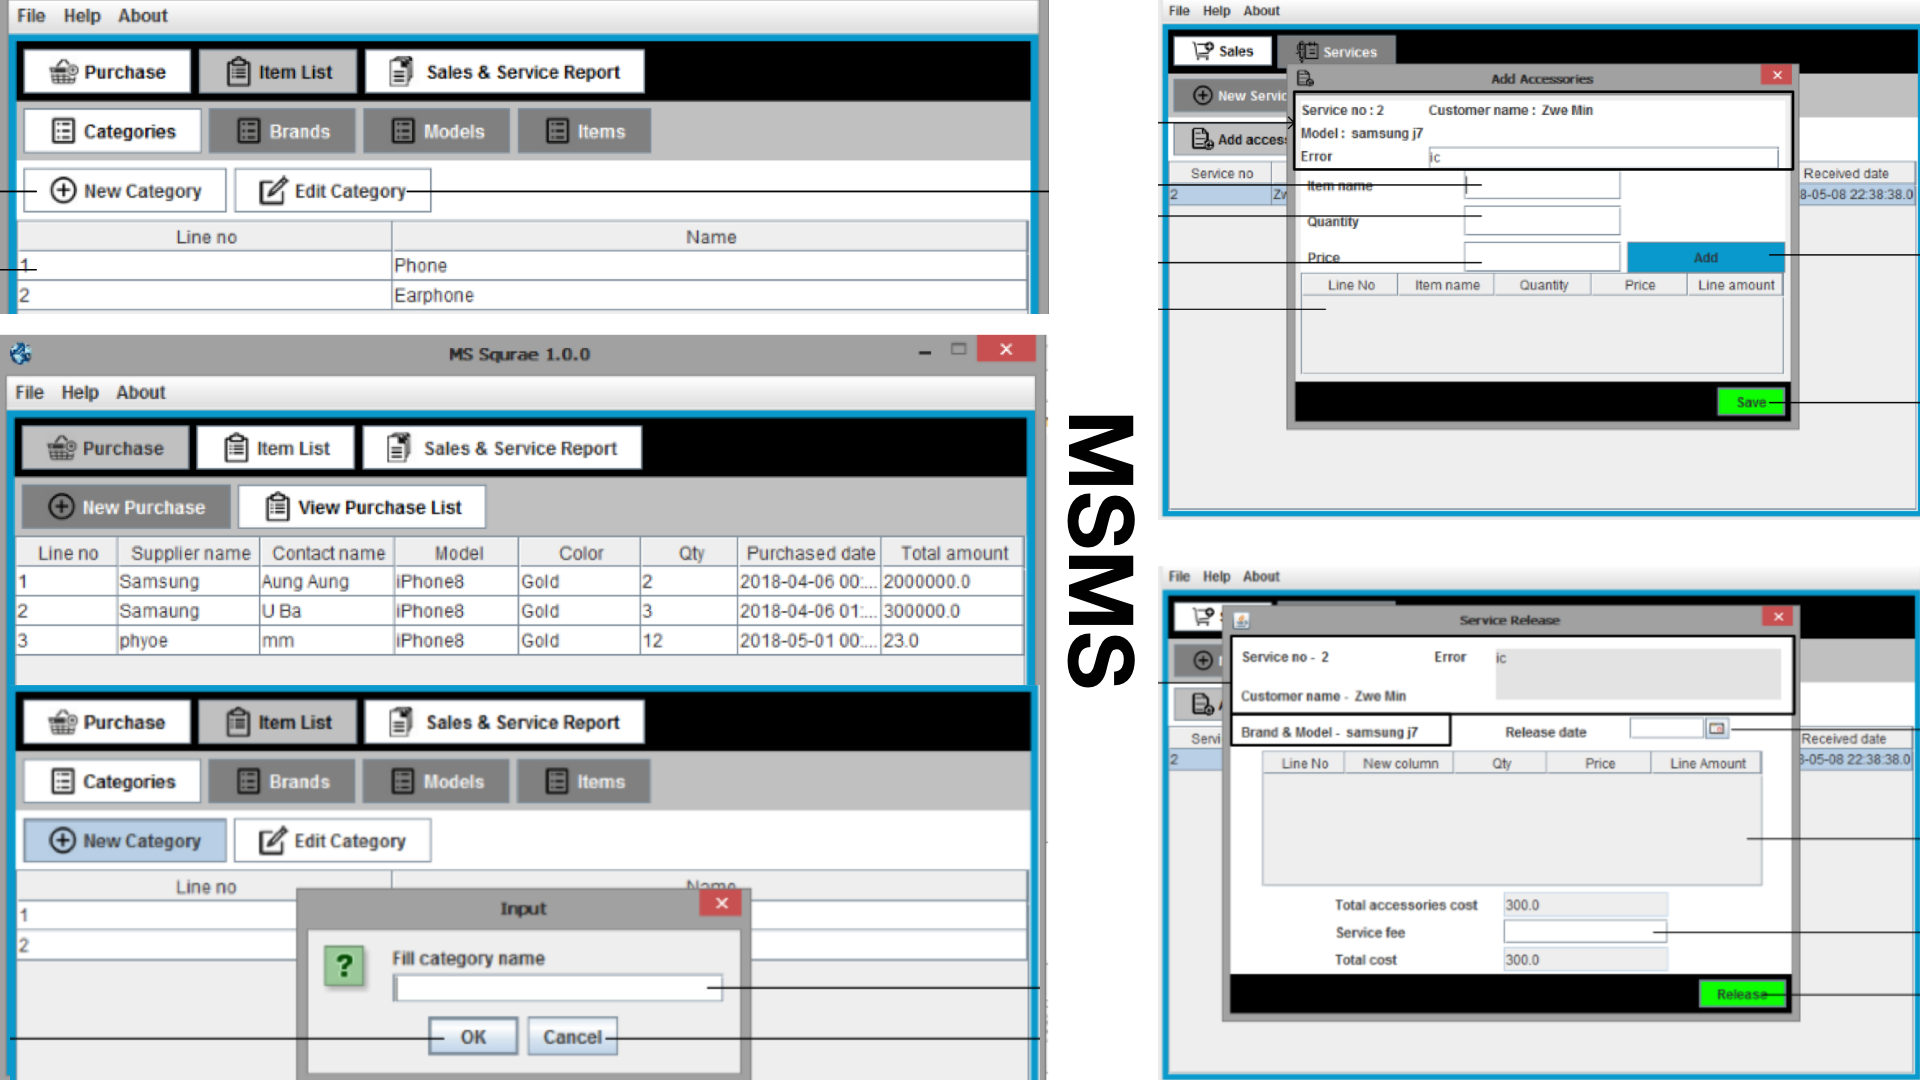 File Help About
Purchase Item List Sales & Service Report
Categories Brands Models Items
New Category Edit Category
Line no Name
1 Phone
2 Earphone
MS Squrae 1.0.0
File Help About
Purchase Item List Sales & Service Report
New Purchase View Purchase List
Line no Supplier name Contact name Model Color Qty Purchased date Total amount
1 Samsung Aung Aung iPhone8 Gold 2 2018-04-06 00:... 2000000.0
2 Samaung U Ba iPhone8 Gold 3 2018-04-06 01:... 300000.0
3 phyoe mm iPhone8 Gold 12 2018-05-01 00:... 23.0
Purchase Item List Sales & Service Report
Categories Brands Models Items
New Category Edit Category
Line no Name
1
2
Input
Fill category name
OK Cancel
MSMS
File Help About
Sales Services
New Servic
Add access
Service no Received date
2 Zw 8-05-08 22:38:38.0
Add Accessories
Service no : 2 Customer name : Zwe Min
Model : samsung j7
Error ic
Item name
Quantity
Price Add
Line No Item name Quantity Price Line amount
Save
File Help About
Servi Received date
2 3-05-08 22:38:38.0
Service Release
Service no - 2 Error ic
Customer name - Zwe Min
Brand & Model - samsung j7 Release date
Line No New column Qty Price Line Amount
Total accessories cost 300.0
Service fee
Total cost 300.0
Release